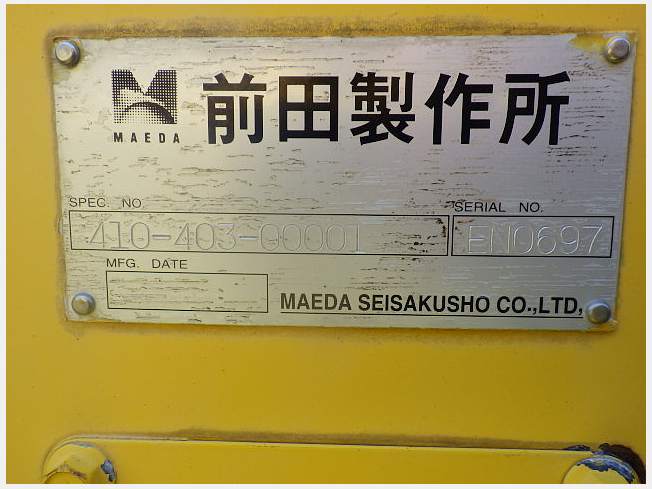 MAEDA
前田製作所
SPEC. NO.
SERIAL NO.
410-403-00001
EN0697
MFG. DATE
MAEDA SEISAKUSHO CO.,LTD,